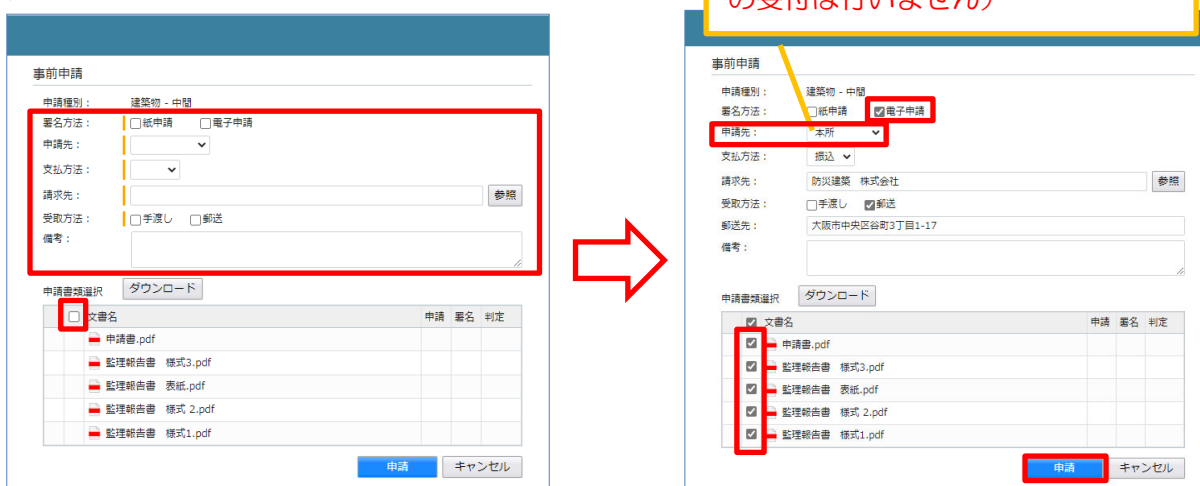 の受付は行いません）
事前申請
申請種別： 建築物 - 中間
署名方法： 紙申請 電子申請
申請先：
支払方法：
請求先： 参照
受取方法： 手渡し 郵送
備考：
申請書類選択 ダウンロード
文書名 申請 署名 判定
申請書.pdf
監理報告書 様式3.pdf
監理報告書 表紙.pdf
監理報告書 様式 2.pdf
監理報告書 様式1.pdf
申請 キャンセル
事前申請
申請種別： 建築物 - 中間
署名方法： 紙申請 電子申請
申請先： 本所
支払方法： 振込
請求先： 防災建築 株式会社 参照
受取方法： 手渡し 郵送
郵送先： 大阪市中央区谷町3丁目1-17
備考：
申請書類選択 ダウンロード
文書名 申請 署名 判定
申請書.pdf
監理報告書 様式3.pdf
監理報告書 表紙.pdf
監理報告書 様式 2.pdf
監理報告書 様式1.pdf
申請 キャンセル